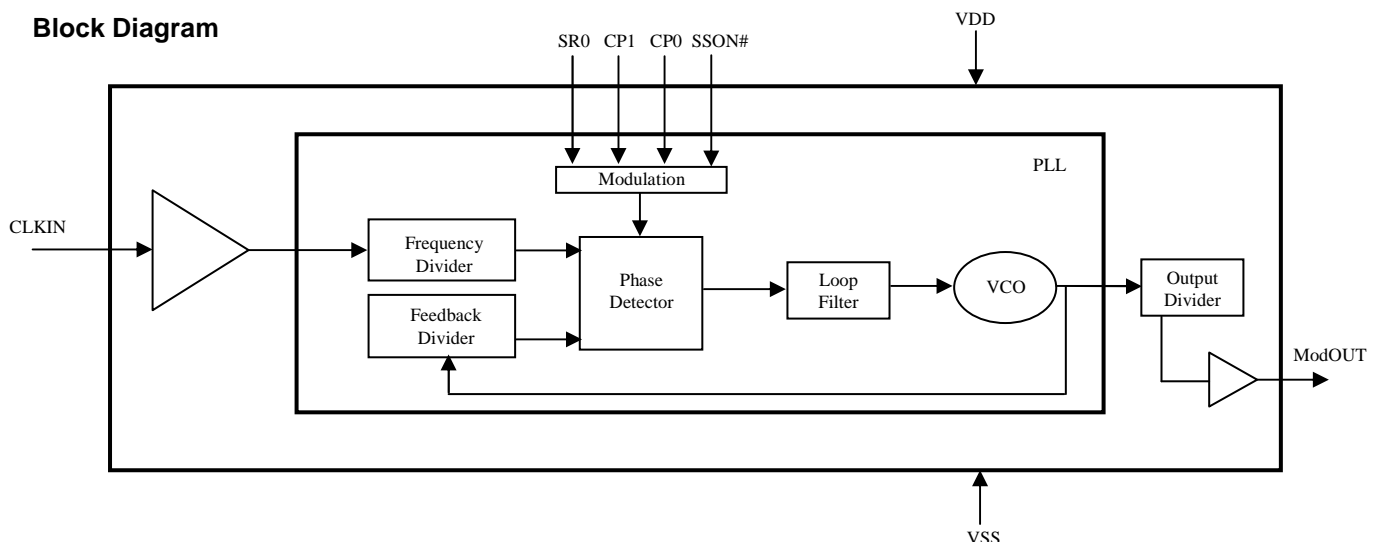 Block Diagram
VDD
SR0 CP1 CP0 SSON#
PLL
Modulation
CLKIN
Frequency
Divider
Phase
Detector
Loop
Filter
VCO
Output
Divider
Feedback
Divider
ModOUT
VSS